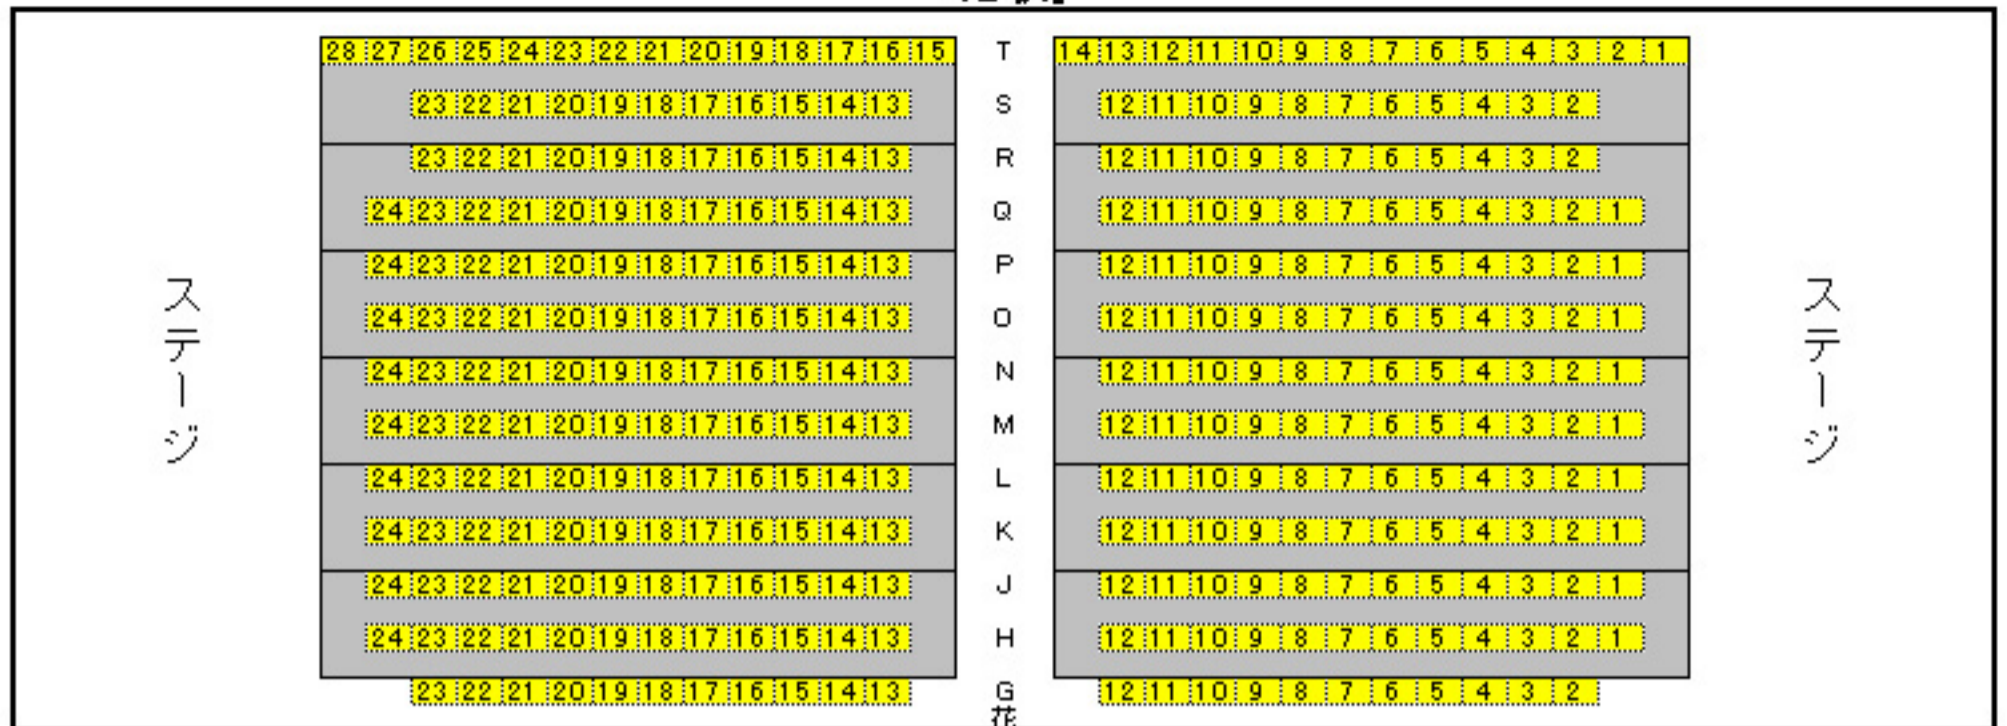 28 27 26 25 24 23 22 21 20 19 18 17 16 15 T 14 13 12 11 10 9 8 7 6 5 4 3 2 1
23 22 21 20 19 18 17 16 15 14 13 S 12 11 10 9 8 7 6 5 4 3 2
23 22 21 20 19 18 17 16 15 14 13 R 12 11 10 9 8 7 6 5 4 3 2
24 23 22 21 20 19 18 17 16 15 14 13 Q 12 11 10 9 8 7 6 5 4 3 2 1
24 23 22 21 20 19 18 17 16 15 14 13 P 12 11 10 9 8 7 6 5 4 3 2 1
24 23 22 21 20 19 18 17 16 15 14 13 O 12 11 10 9 8 7 6 5 4 3 2 1
24 23 22 21 20 19 18 17 16 15 14 13 N 12 11 10 9 8 7 6 5 4 3 2 1
24 23 22 21 20 19 18 17 16 15 14 13 M 12 11 10 9 8 7 6 5 4 3 2 1
24 23 22 21 20 19 18 17 16 15 14 13 L 12 11 10 9 8 7 6 5 4 3 2 1
24 23 22 21 20 19 18 17 16 15 14 13 K 12 11 10 9 8 7 6 5 4 3 2 1
24 23 22 21 20 19 18 17 16 15 14 13 J 12 11 10 9 8 7 6 5 4 3 2 1
24 23 22 21 20 19 18 17 16 15 14 13 H 12 11 10 9 8 7 6 5 4 3 2 1
23 22 21 20 19 18 17 16 15 14 13 G 12 11 10 9 8 7 6 5 4 3 2
花
ステージ
ステージ